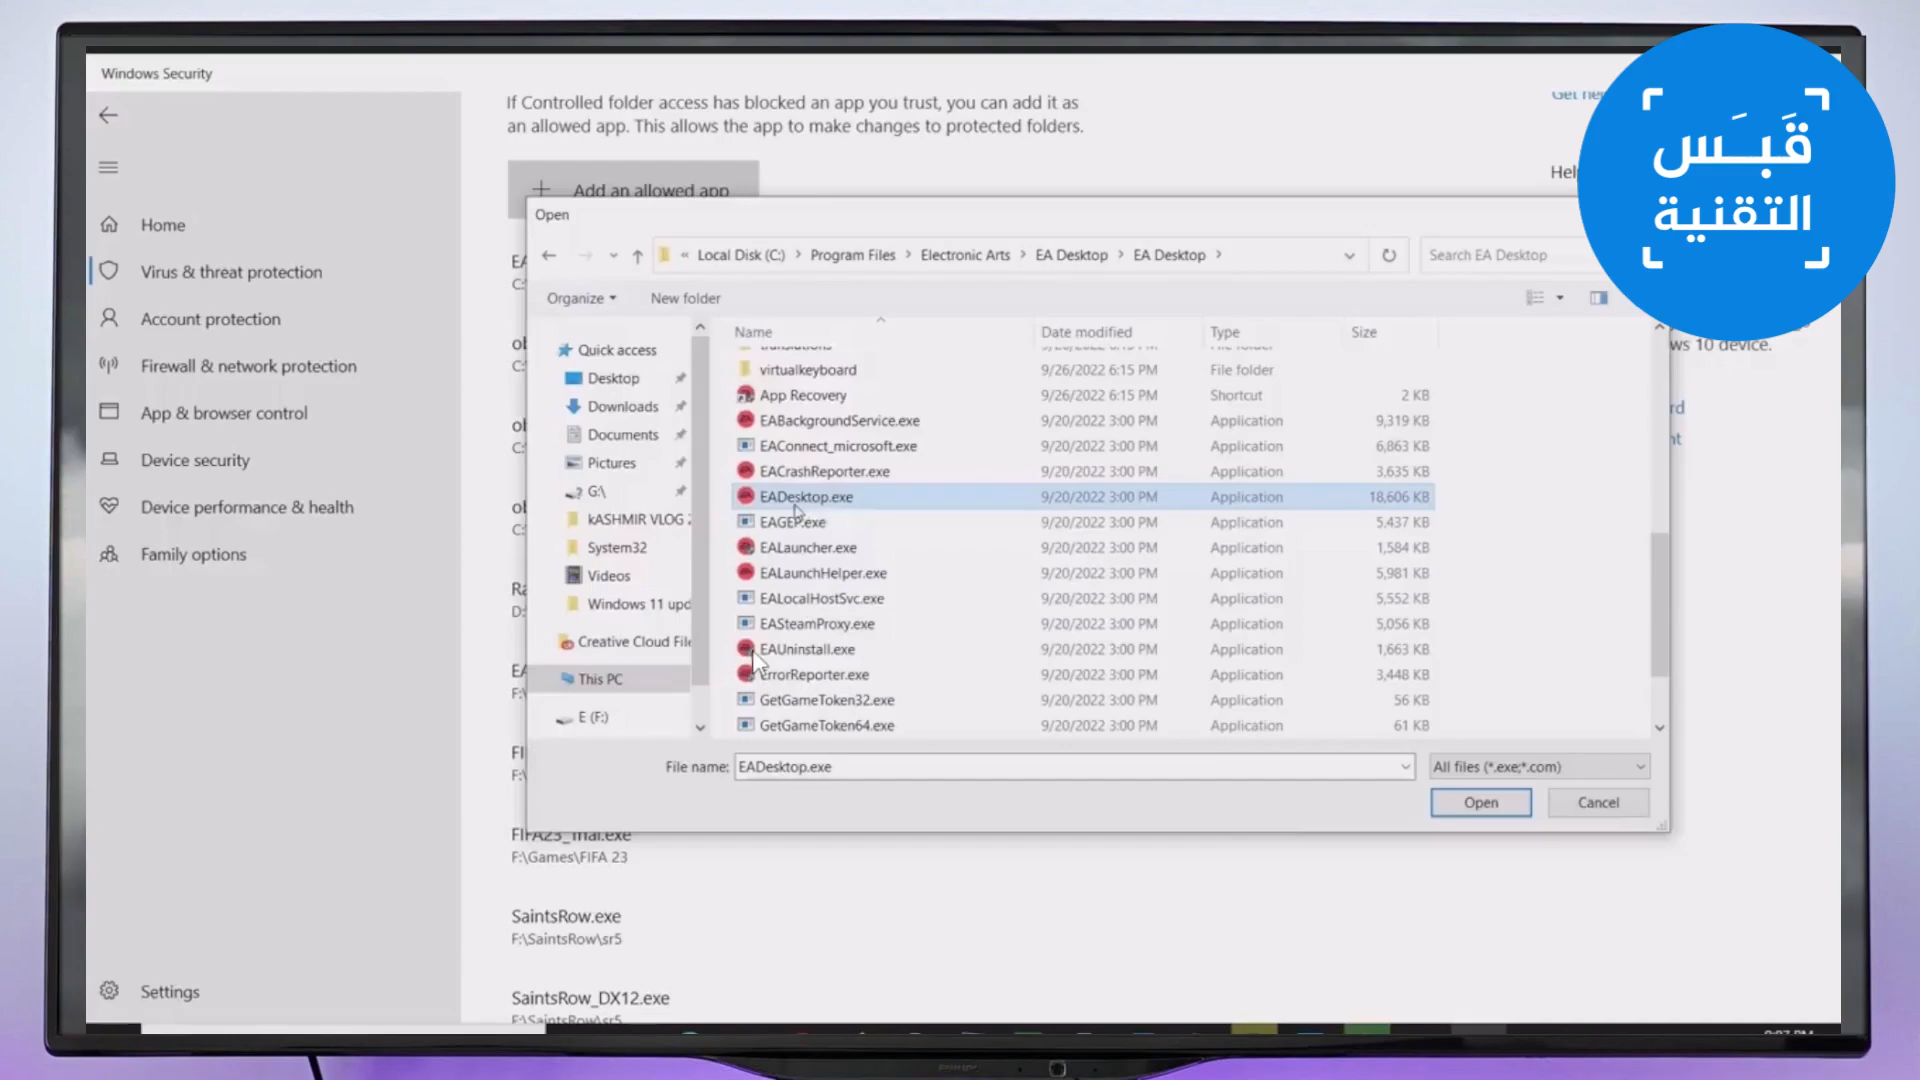 Windows Security
Home
Virus & threat protection
Account protection
Firewall & network protection
App & browser control
Device security
Device performance & health
Family options
Settings
If Controlled folder access has blocked an app you trust, you can add it as
an allowed app. This allows the app to make changes to protected folders.
Add an allowed app
Open
« Local Disk (C:) > Program Files > Electronic Arts > EA Desktop > EA Desktop >
Search EA Desktop
Organize
New folder
Quick access
Desktop
Downloads
Documents
Pictures
G:\
kASHMIR VLOG 2
System32
Videos
Windows 11 upd
Creative Cloud File
This PC
E (F:)
Name Date modified Type Size
virtualkeyboard 9/26/2022 6:15 PM File folder
App Recovery 9/26/2022 6:15 PM Shortcut 2 KB
EABackgroundService.exe 9/20/2022 3:00 PM Application 9,319 KB
EAConnect_microsoft.exe 9/20/2022 3:00 PM Application 6,863 KB
EACrashReporter.exe 9/20/2022 3:00 PM Application 3,635 KB
EADesktop.exe 9/20/2022 3:00 PM Application 18,606 KB
EAGEP.exe 9/20/2022 3:00 PM Application 5,437 KB
EALauncher.exe 9/20/2022 3:00 PM Application 1,584 KB
EALaunchHelper.exe 9/20/2022 3:00 PM Application 5,981 KB
EALocalHostSvc.exe 9/20/2022 3:00 PM Application 5,552 KB
EASteamProxy.exe 9/20/2022 3:00 PM Application 5,056 KB
EAUninstall.exe 9/20/2022 3:00 PM Application 1,663 KB
ErrorReporter.exe 9/20/2022 3:00 PM Application 3,448 KB
GetGameToken32.exe 9/20/2022 3:00 PM Application 56 KB
GetGameToken64.exe 9/20/2022 3:00 PM Application 61 KB
File name: EADesktop.exe
All files (*.exe;*.com)
Open
Cancel
FIFA23_Trial.exe
F:\Games\FIFA 23
SaintsRow.exe
F:\SaintsRow\sr5
SaintsRow_DX12.exe
F:\SaintsRow\sr5
ws 10 device.
قَبَس
التقنية